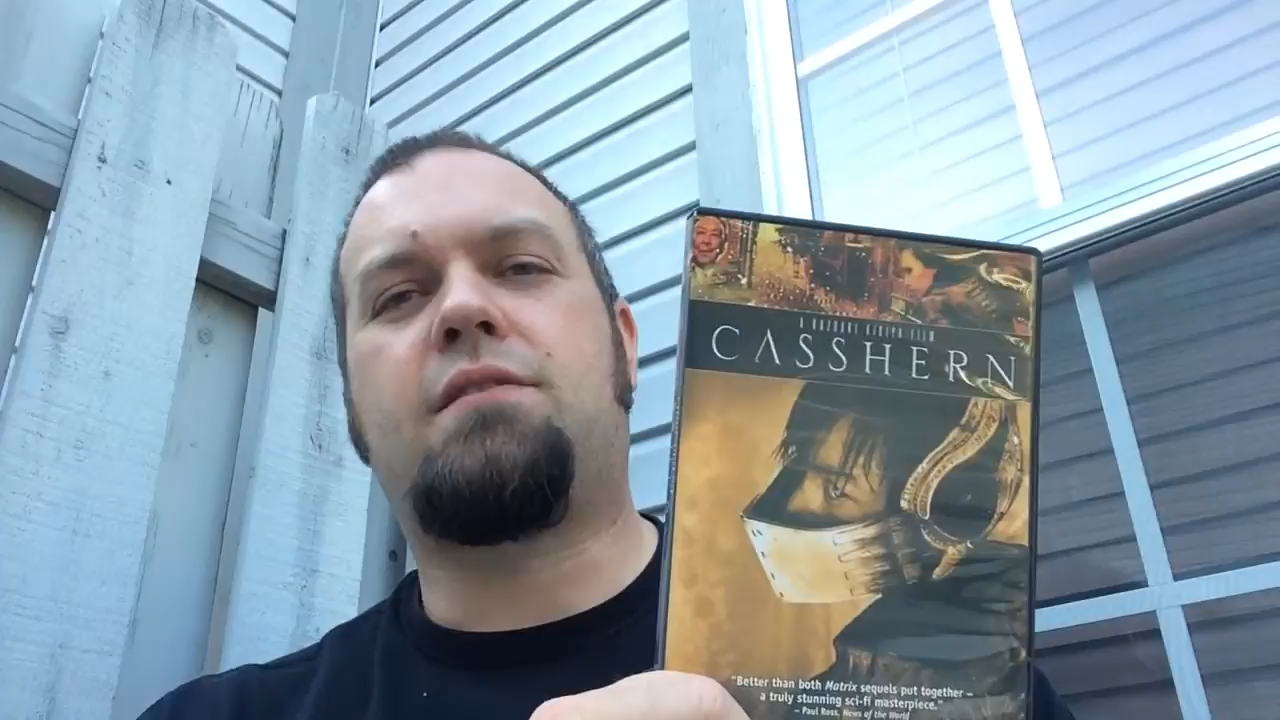 A KAZUAKI KIRIYA FILM
CASSHERN
"Better than both Matrix sequels put together –
a truly stunning sci-fi masterpiece."
– Paul Ross, News of the World